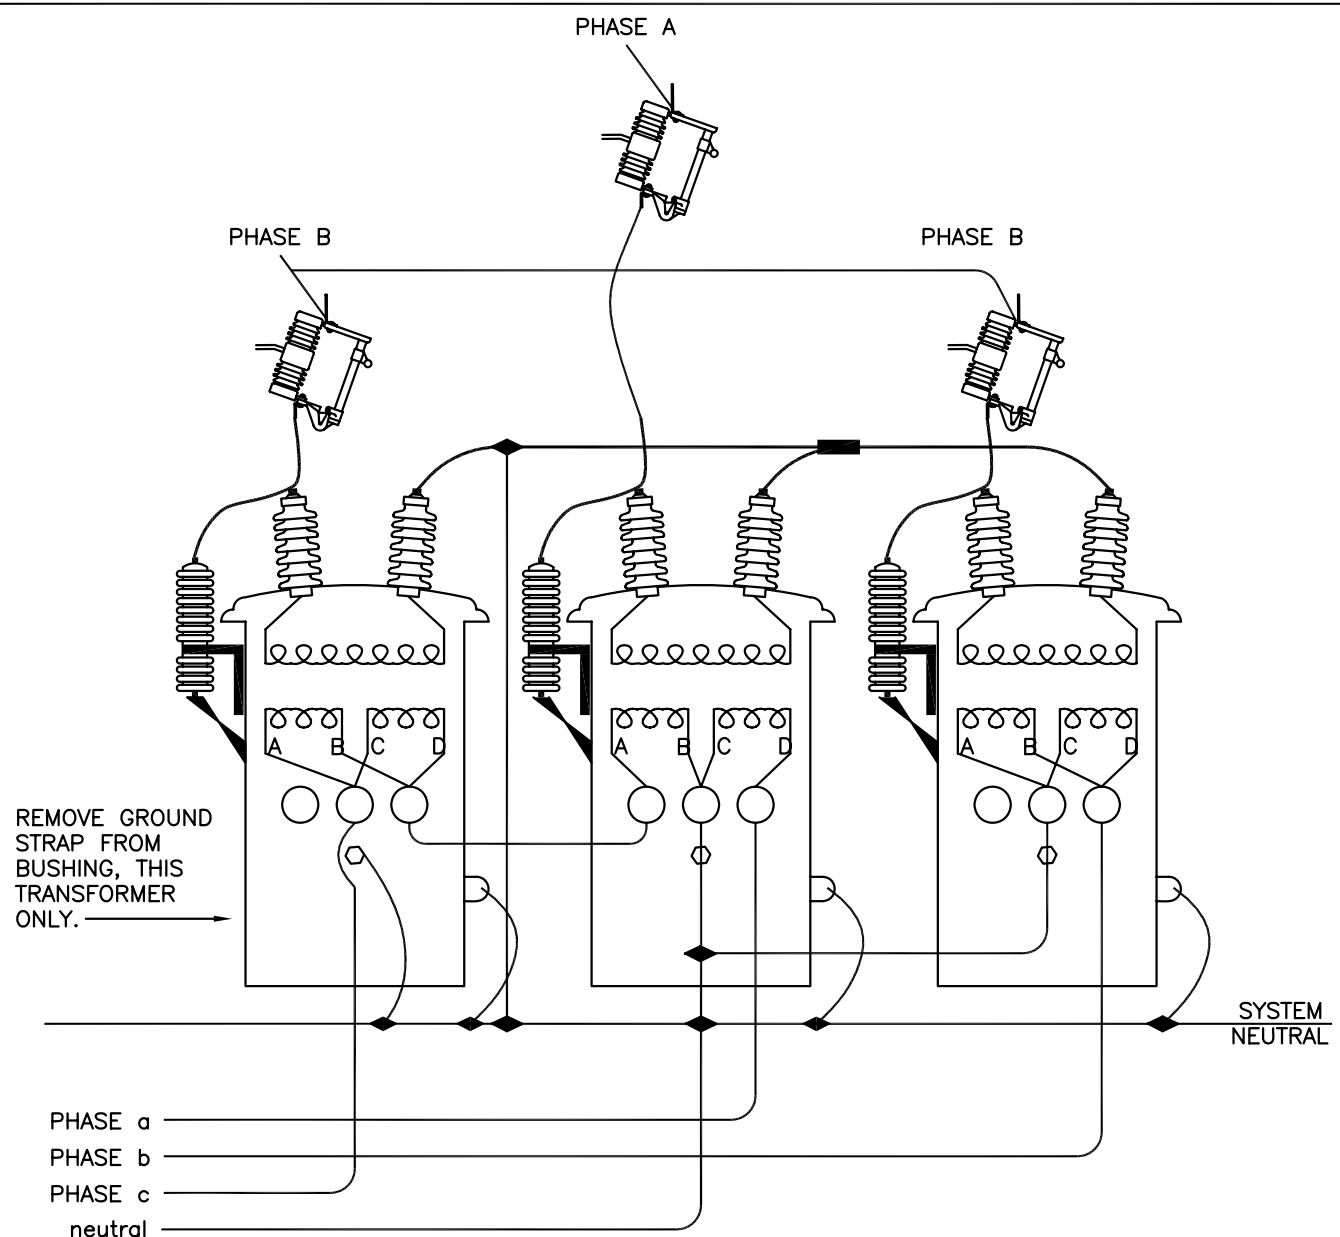 PHASE A
PHASE B
PHASE B
A B C D
A B C D
A B C D
REMOVE GROUND
STRAP FROM
BUSHING, THIS
TRANSFORMER
ONLY.
SYSTEM
NEUTRAL
PHASE a
PHASE b
PHASE c
neutral